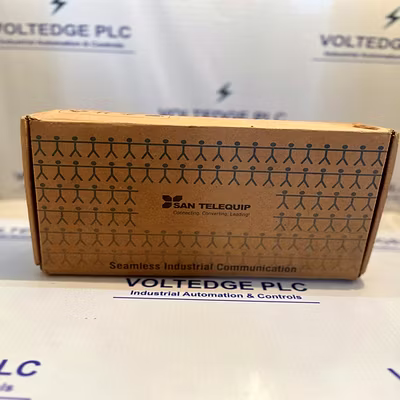 VOLTEDGE PLC
Industrial Automation & Controls
VOLTEDGE PLC
Industrial Automation & Controls
SAN TELEQUIP
Connecting, Converting, Leading!
Seamless Industrial Communication
VOLTEDGE PLC
Industrial Automation & Controls
LC